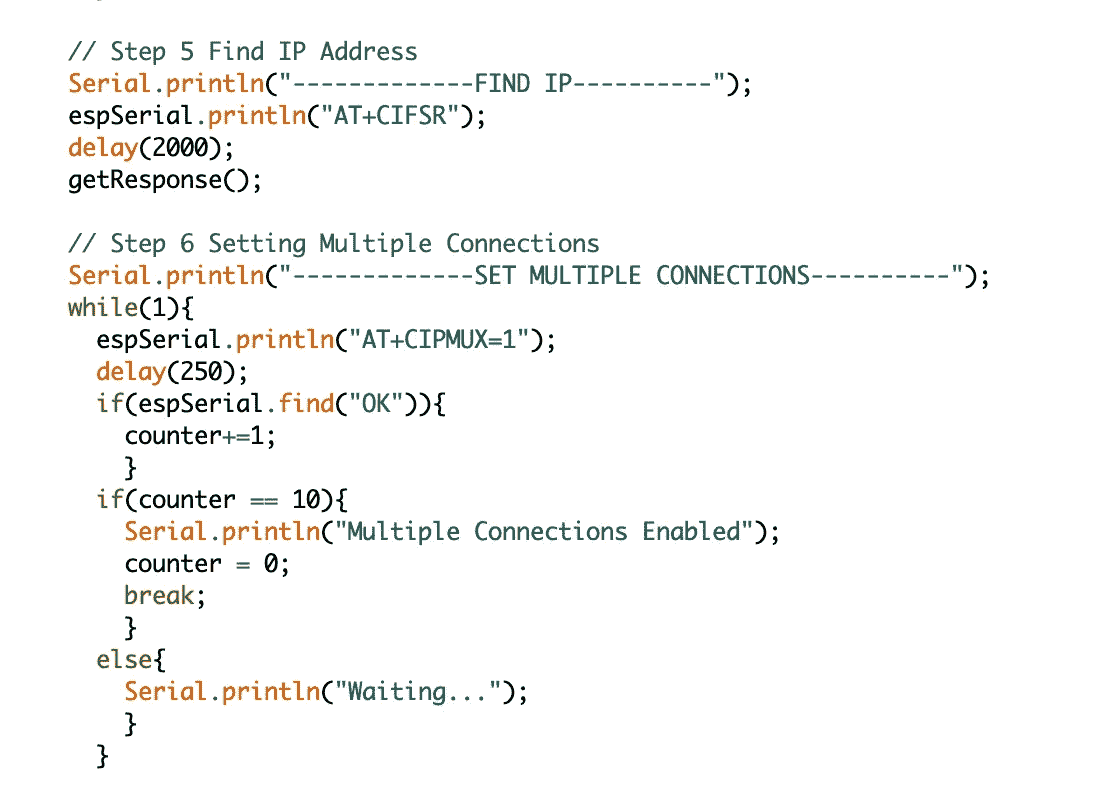 // Step 5 Find IP Address
Serial.println("-------------FIND IP----------");
espSerial.println("AT+CIFSR");
delay(2000);
getResponse();
// Step 6 Setting Multiple Connections
Serial.println("-------------SET MULTIPLE CONNECTIONS----------");
while(1){
espSerial.println("AT+CIPMUX=1");
delay(250);
if(espSerial.find("OK")){
counter+=1;
}
if(counter == 10){
Serial.println("Multiple Connections Enabled");
counter = 0;
break;
}
else{
Serial.println("Waiting...");
}
}